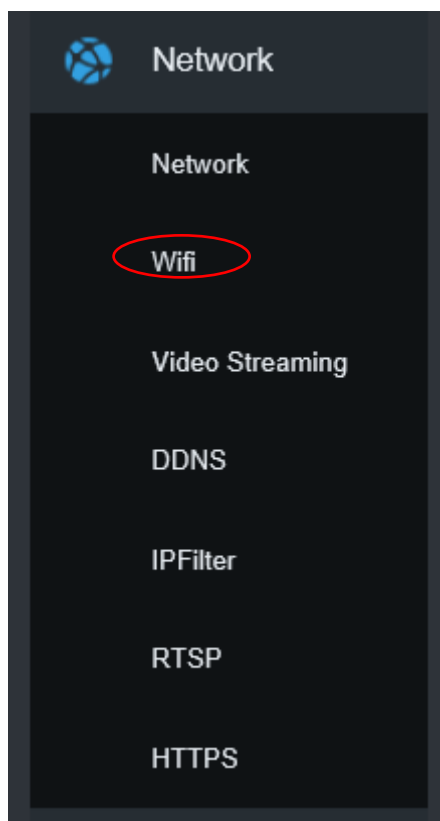 Network
Network
Wifi
Video Streaming
DDNS
IPFilter
RTSP
HTTPS